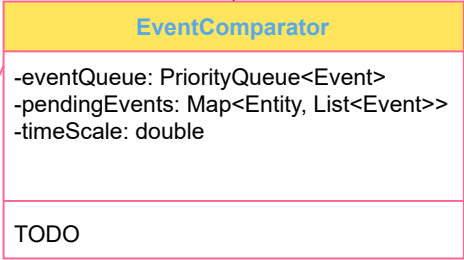 EventComparator
-eventQueue: PriorityQueue<Event>
-pendingEvents: Map<Entity, List<Event>>
-timeScale: double
TODO